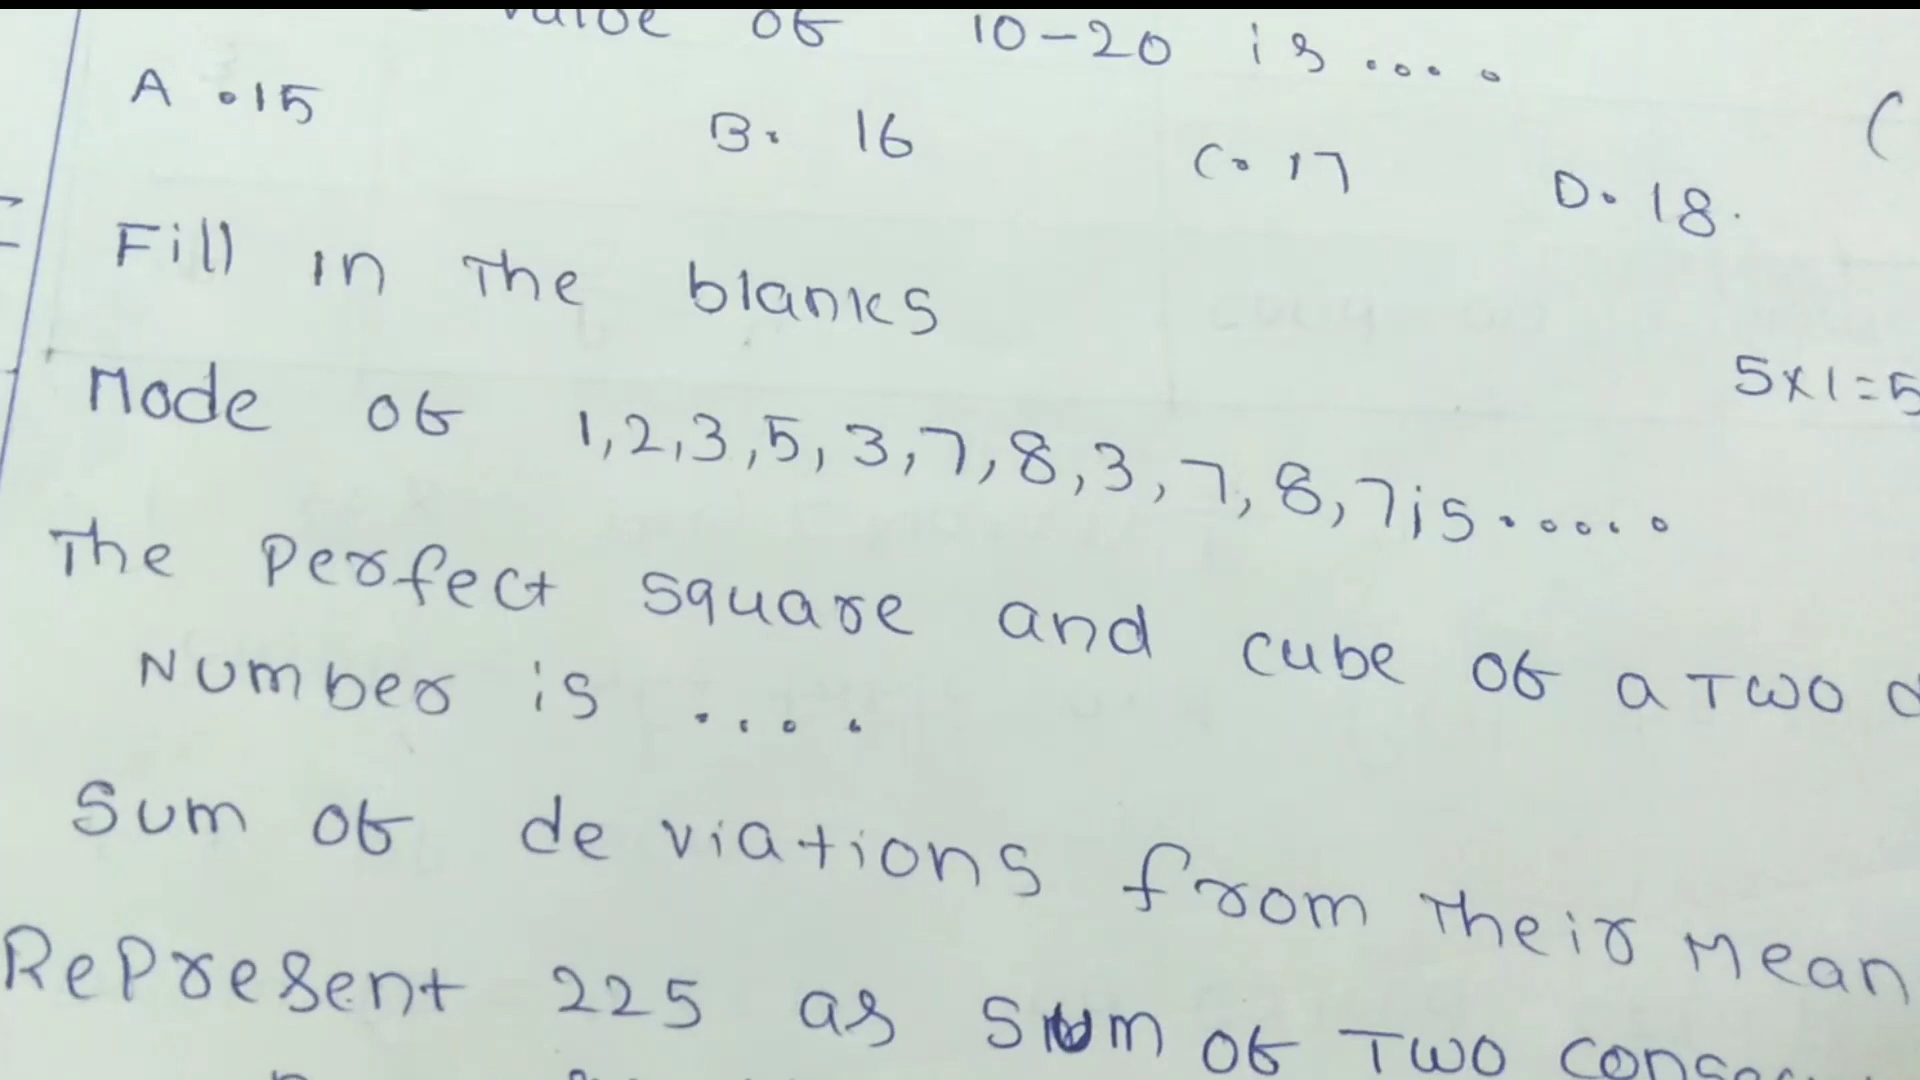 value of 10-20 is....
A.15 B. 16 C. 17 D. 18.
(
Fill in The blanks
5x1=5
Mode of 1,2,3,5,3,7,8,3,7,8,7 is.....
The Perfect square and cube of a Two
Number is ....
Sum of deviations from Their Mean
Represent 225 as sum of Two